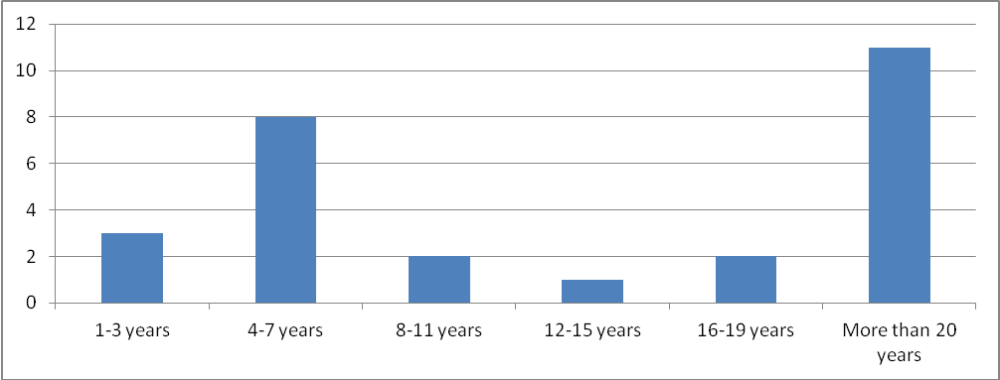 12
10
8
6
4
2
0
1-3 years
4-7 years
8-11 years
12-15 years
16-19 years
More than 20
years